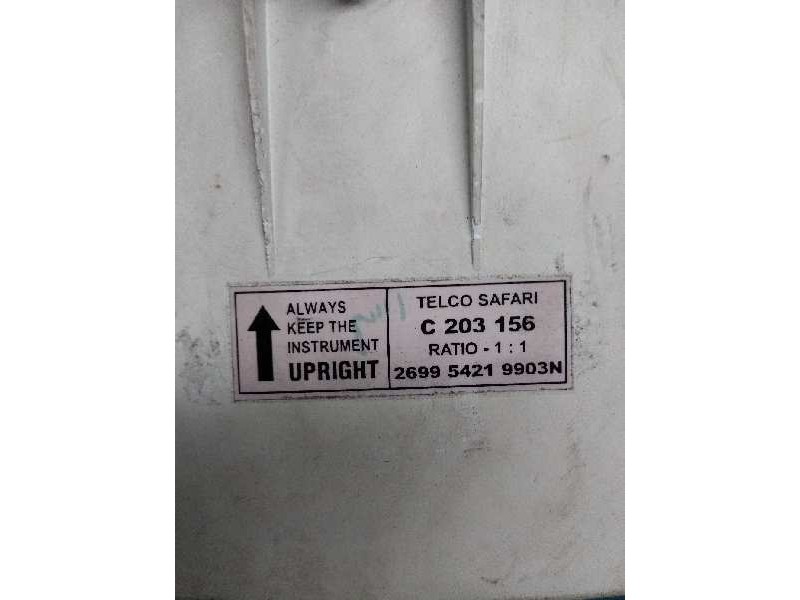 ALWAYS
KEEP THE
INSTRUMENT
UPRIGHT
TELCO SAFARI
C 203 156
RATIO - 1 : 1
2699 5421 9903N